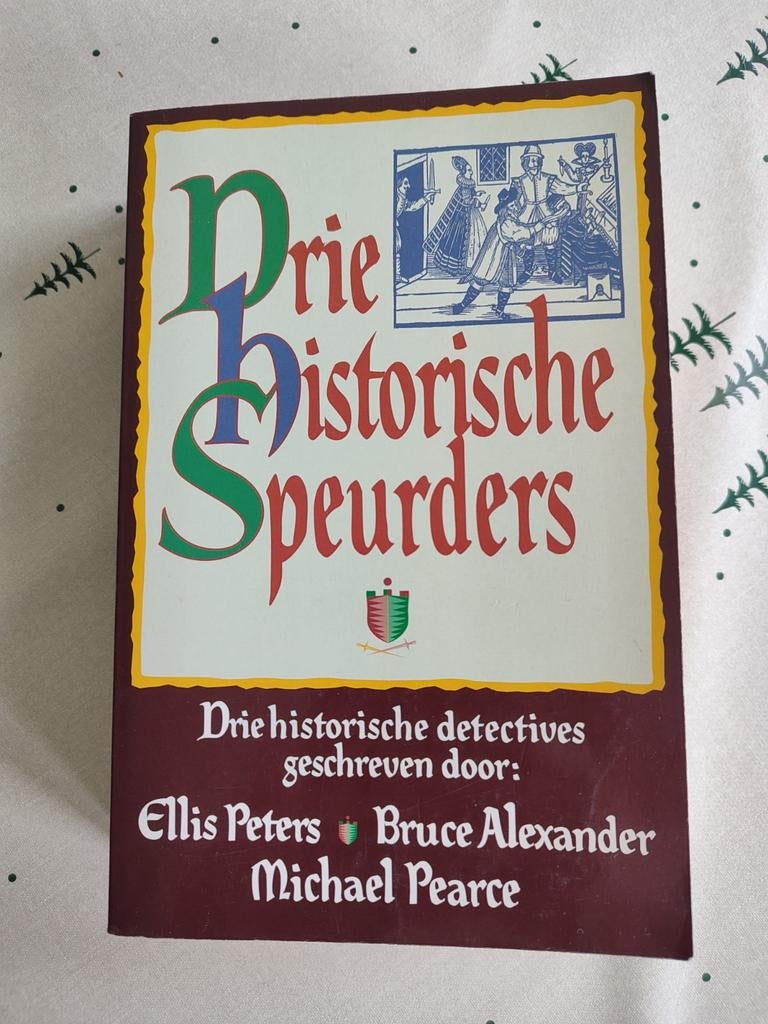 Drie
historische
Speurders
Drie historische detectives
geschreven door:
Ellis Peters Bruce Alexander
Michael Pearce